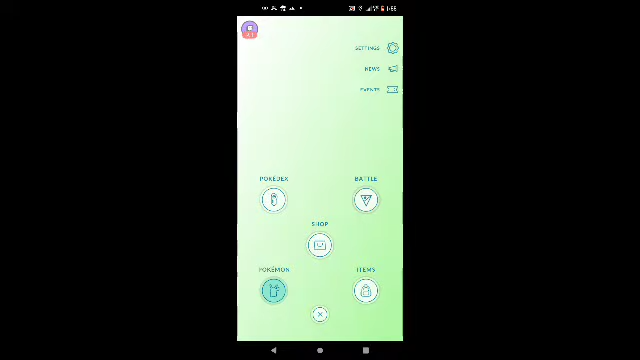 SETTINGS
NEWS
EVENTS
POKÉDEX
BATTLE
SHOP
POKÉMON
ITEMS